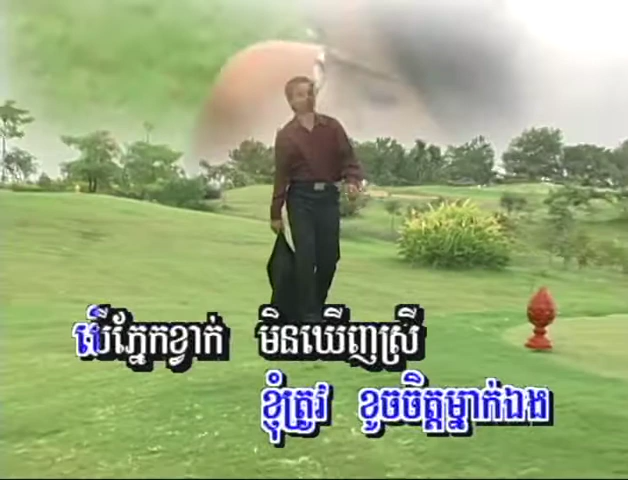 បើភ្នែកខ្វាក់ មិនឃើញស្រី
ខ្ញុំត្រូវ ខូចចិត្តម្នាក់ឯង